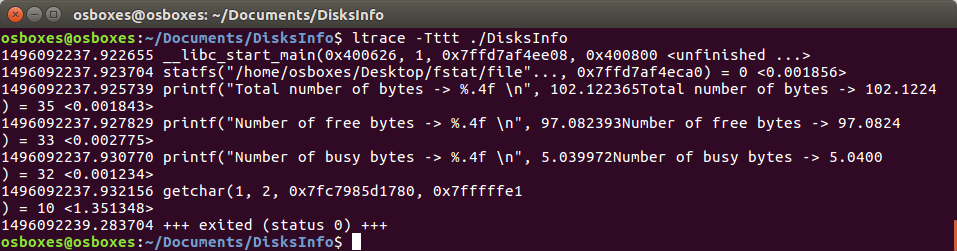 osboxes@osboxes: ~/Documents/DisksInfo
osboxes@osboxes:~/Documents/DisksInfo$ ltrace -Tttt ./DisksInfo
1496092237.922655 __libc_start_main(0x400626, 1, 0x7ffd7af4ee08, 0x400800 <unfinished ...>
1496092237.923704 statfs("/home/osboxes/Desktop/fstat/file"..., 0x7ffd7af4eca0) = 0 <0.001856>
1496092237.925739 printf("Total number of bytes -> %.4f \n", 102.122365Total number of bytes -> 102.1224
) = 35 <0.001843>
1496092237.927829 printf("Number of free bytes -> %.4f \n", 97.082393Number of free bytes -> 97.0824
) = 33 <0.002775>
1496092237.930770 printf("Number of busy bytes -> %.4f \n", 5.039972Number of busy bytes -> 5.0400
) = 32 <0.001234>
1496092237.932156 getchar(1, 2, 0x7fc7985d1780, 0x7fffffe1
) = 10 <1.351348>
1496092239.283704 +++ exited (status 0) +++
osboxes@osboxes:~/Documents/DisksInfo$